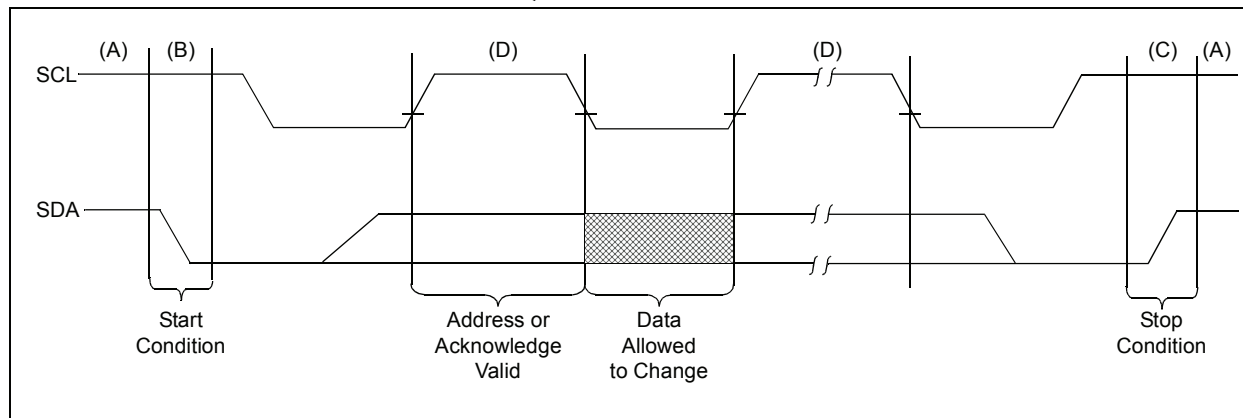 (A) (B) (D) (D) (C) (A)
SCL
SDA
Start
Condition
Address or
Acknowledge
Valid
Data
Allowed
to Change
Stop
Condition